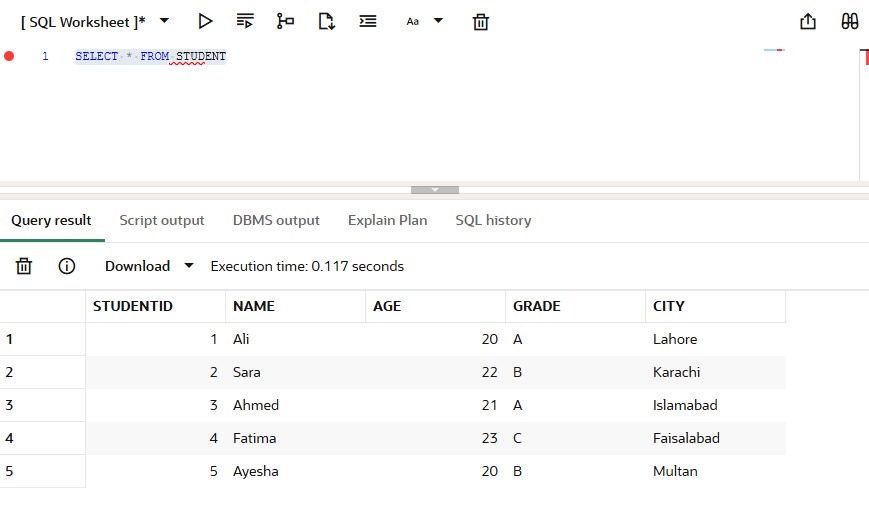 [ SQL Worksheet ]* Aa
1 SELECT * FROM STUDENT
Query result Script output DBMS output Explain Plan SQL history
Download Execution time: 0.117 seconds
STUDENTID NAME AGE GRADE CITY
1 1 Ali 20 A Lahore
2 2 Sara 22 B Karachi
3 3 Ahmed 21 A Islamabad
4 4 Fatima 23 C Faisalabad
5 5 Ayesha 20 B Multan